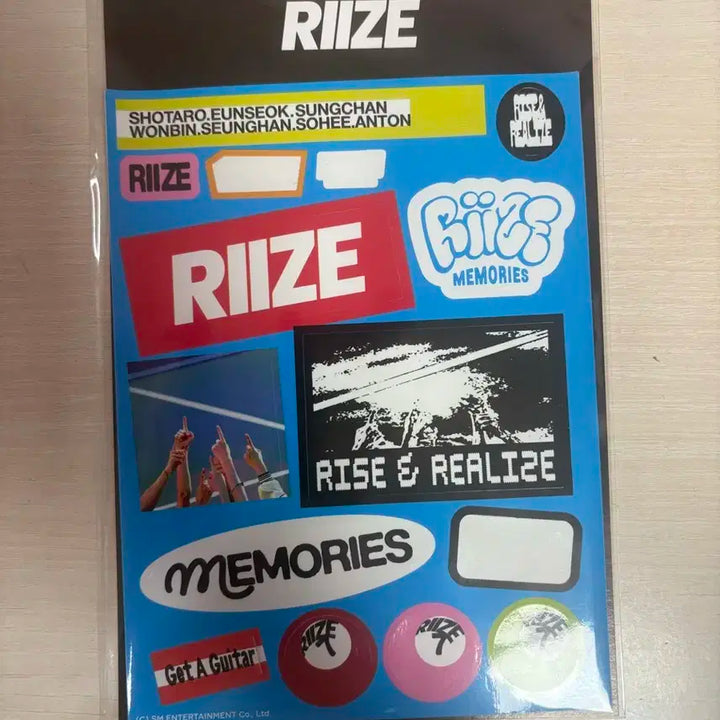 RIIZE
SHOTARO.EUNSEOK.SUNGCHAN
WONBIN.SEUNGHAN.SOHEE.ANTON
RISE &
REALIZE
RIIZE
RIIZE
RIIZE
MEMORIES
RISE & REALIZE
MEMORIES
Get A Guitar
RIIZE
RIIZE
RIIZE
(C) SM ENTERTAINMENT Co., Ltd